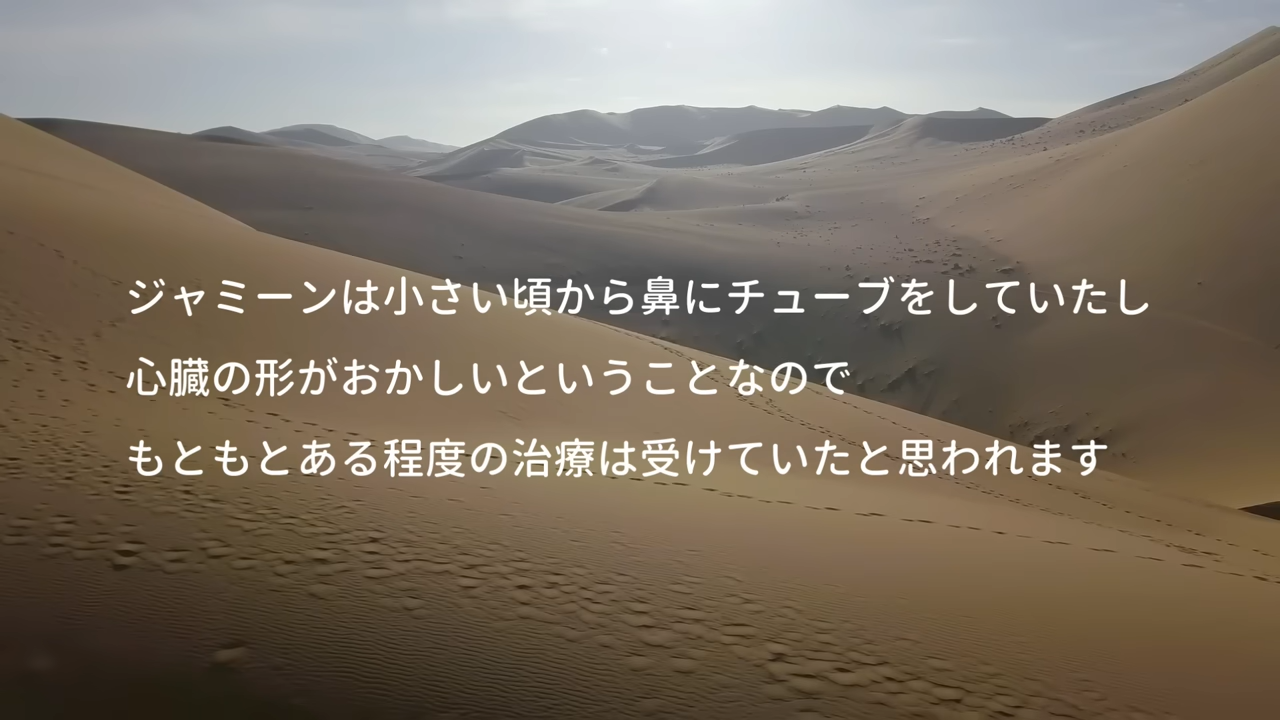 ジャミーンは小さい頃から鼻にチューブをしていたし
心臓の形がおかしいということなので
もともとある程度の治療は受けていたと思われます